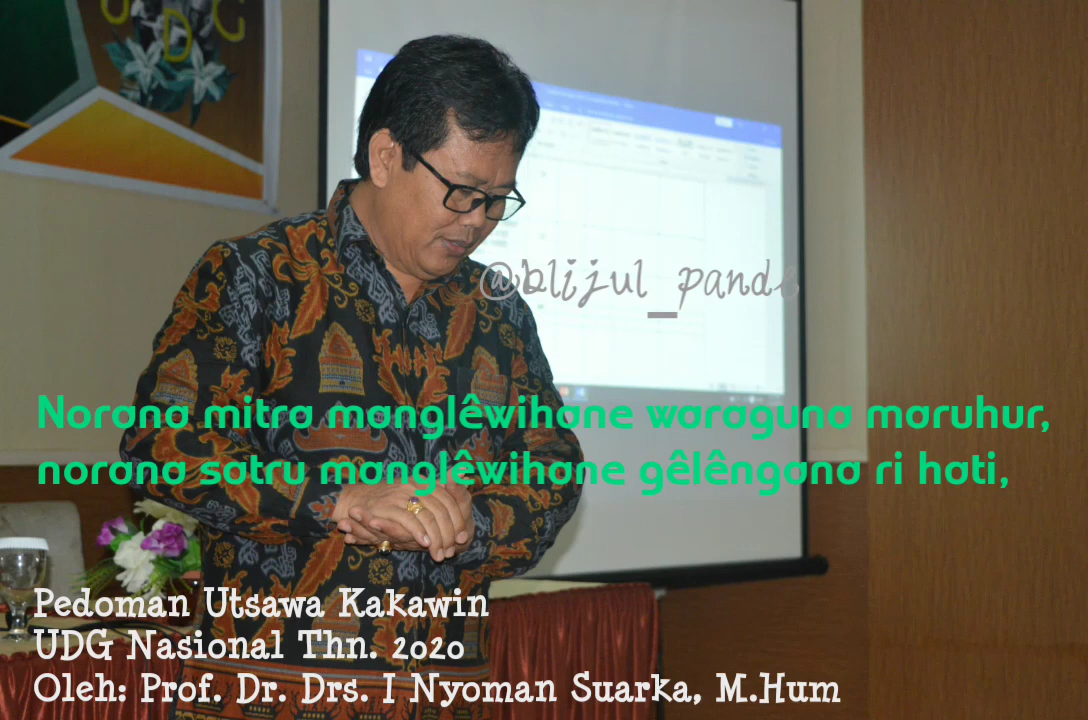 U D G
@blijul_pande
Norana mitra manglêwihane waraguna maruhur,
norana satru manglêwihane gêlêngana ri hati,
Pedoman Utsawa Kakawin
UDG Nasional Thn. 2020
Oleh: Prof. Dr. Drs. I Nyoman Suarka, M.Hum